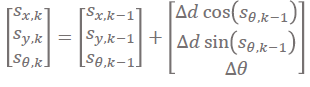 [s_{x,k}] = [s_{x,k-1}] + [Δd cos(s_{θ,k-1})]
[s_{y,k}] = [s_{y,k-1}] + [Δd sin(s_{θ,k-1})]
[s_{θ,k}] = [s_{θ,k-1}] + [Δθ]